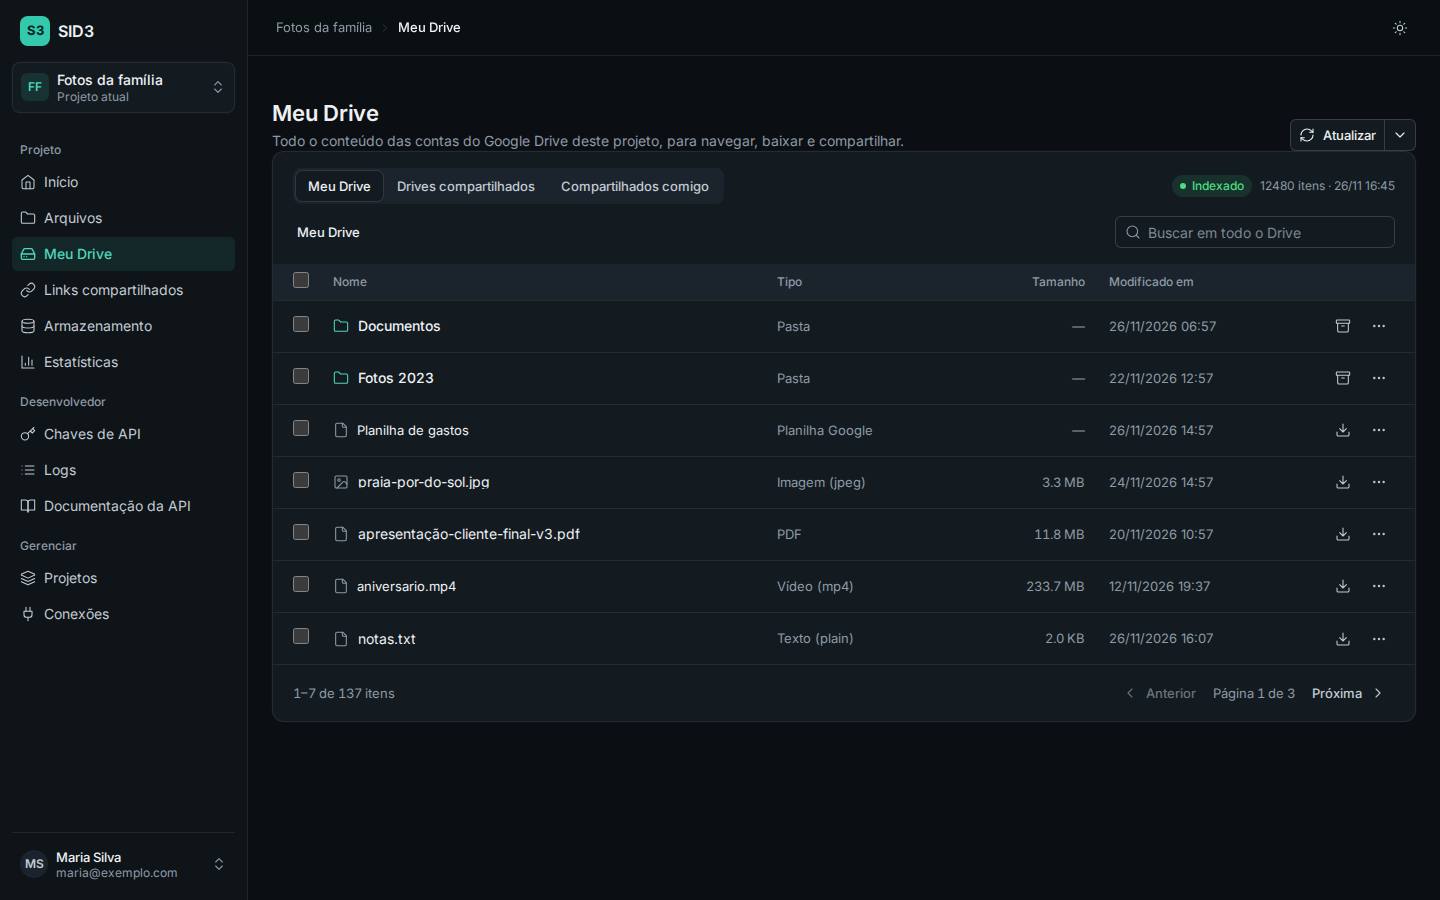 S3 SID3
Fotos da família > Meu Drive
FF Fotos da família
Projeto atual
Projeto
Início
Arquivos
Meu Drive
Links compartilhados
Armazenamento
Estatísticas
Desenvolvedor
Chaves de API
Logs
Documentação da API
Gerenciar
Projetos
Conexões
MS Maria Silva
maria@exemplo.com
Meu Drive
Todo o conteúdo das contas do Google Drive deste projeto, para navegar, baixar e compartilhar.
Atualizar
Meu Drive Drives compartilhados Compartilhados comigo
Indexado 12480 itens · 26/11 16:45
Meu Drive
Buscar em todo o Drive
Nome Tipo Tamanho Modificado em
Documentos Pasta — 26/11/2026 06:57
Fotos 2023 Pasta — 22/11/2026 12:57
Planilha de gastos Planilha Google — 26/11/2026 14:57
praia-por-do-sol.jpg Imagem (jpeg) 3.3 MB 24/11/2026 14:57
apresentação-cliente-final-v3.pdf PDF 11.8 MB 20/11/2026 10:57
aniversario.mp4 Vídeo (mp4) 233.7 MB 12/11/2026 19:37
notas.txt Texto (plain) 2.0 KB 26/11/2026 16:07
1–7 de 137 itens
Anterior Página 1 de 3 Próxima